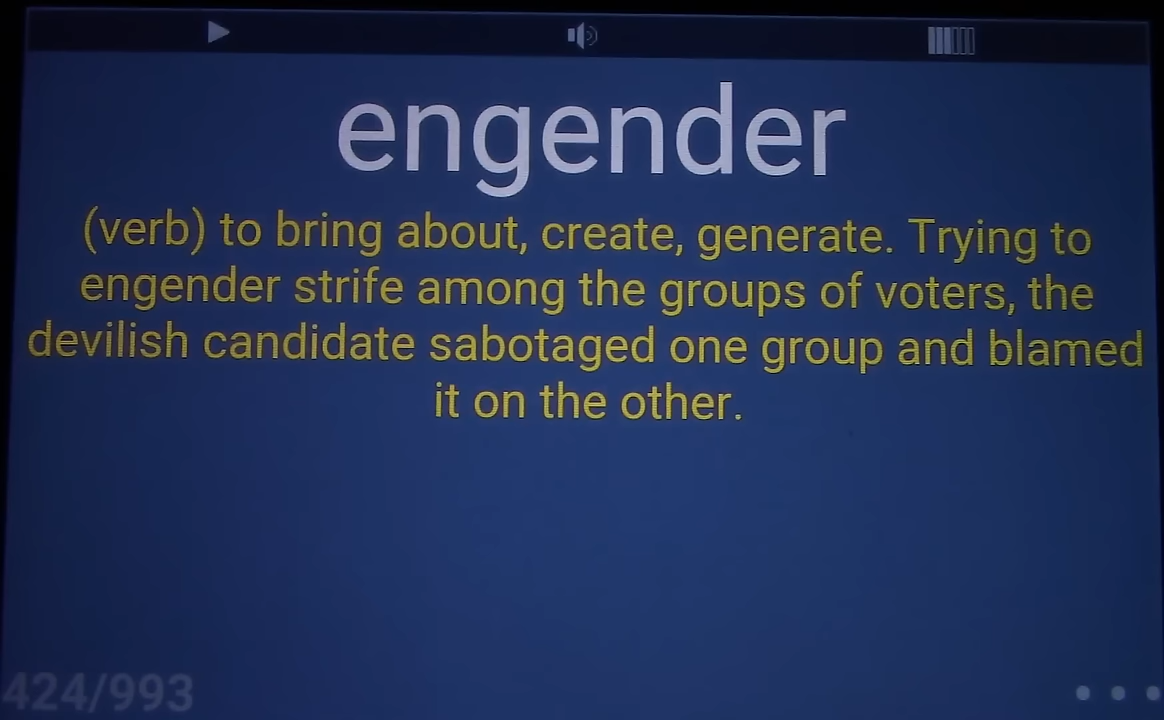 engender
(verb) to bring about, create, generate. Trying to
engender strife among the groups of voters, the
devilish candidate sabotaged one group and blamed
it on the other.
424/993